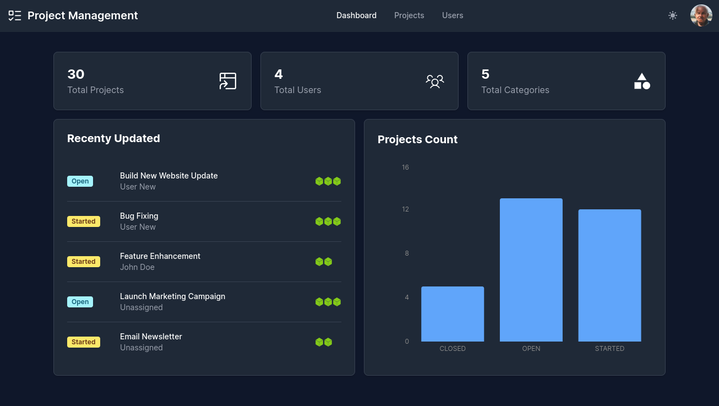 Project Management
Dashboard
Projects
Users
30
Total Projects
4
Total Users
5
Total Categories
Recenty Updated
Open
Build New Website Update
User New
Started
Bug Fixing
User New
Started
Feature Enhancement
John Doe
Open
Launch Marketing Campaign
Unassigned
Started
Email Newsletter
Unassigned
Projects Count
16
12
8
4
0
CLOSED
OPEN
STARTED